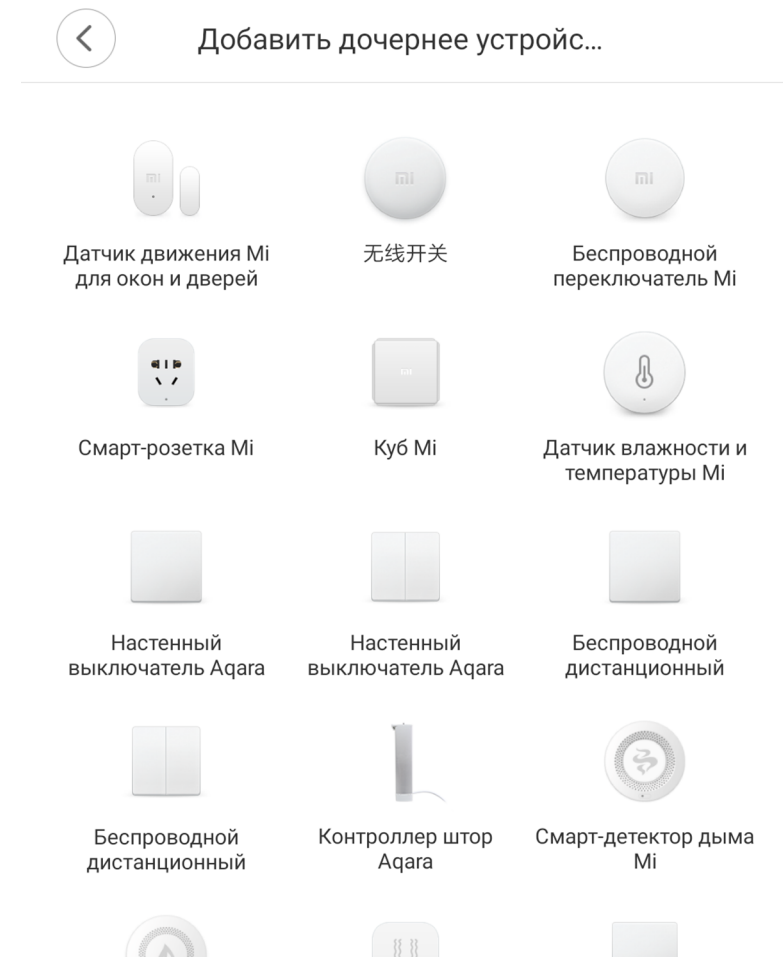 Добавить дочернее устройс...
Датчик движения Mi
для окон и дверей
无线开关
Беспроводной
переключатель Mi
Смарт-розетка Mi
Куб Mi
Датчик влажности и
температуры Mi
Настенный
выключатель Aqara
Настенный
выключатель Aqara
Беспроводной
дистанционный
Беспроводной
дистанционный
Контроллер штор
Aqara
Смарт-детектор дыма
Mi